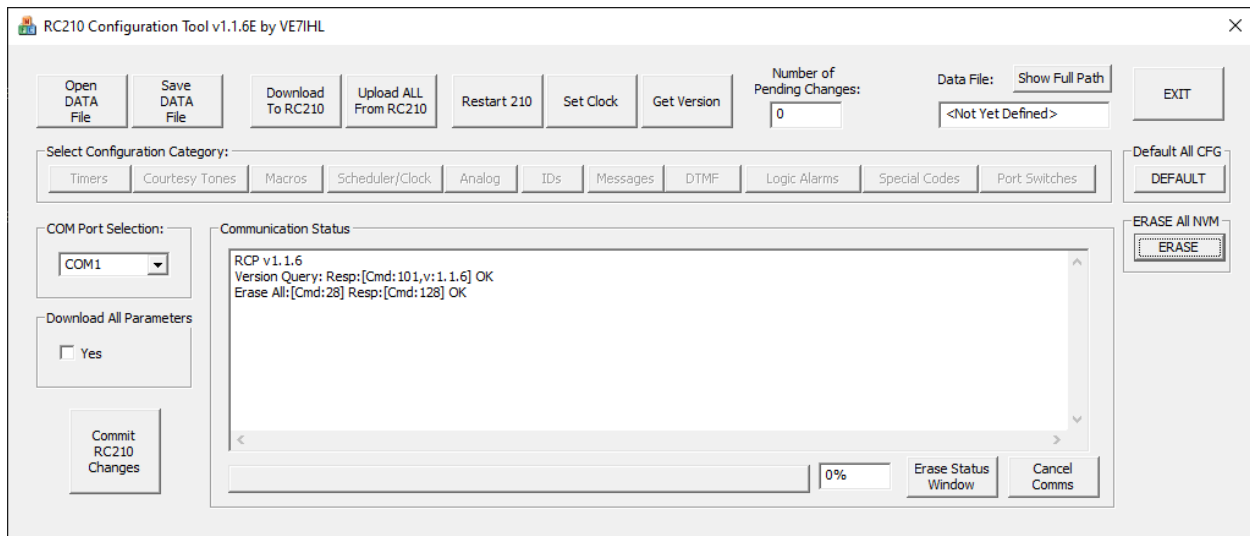 RC210 Configuration Tool v1.1.6E by VE7IHL
Open
DATA
File
Save
DATA
File
Download
To RC210
Upload ALL
From RC210
Restart 210
Set Clock
Get Version
Number of
Pending Changes:
0
Data File:
Show Full Path
<Not Yet Defined>
EXIT
Select Configuration Category:
Timers
Courtesy Tones
Macros
Scheduler/Clock
Analog
IDs
Messages
DTMF
Logic Alarms
Special Codes
Port Switches
Default All CFG
DEFAULT
COM Port Selection:
COM1
Communication Status
RCP v1.1.6
Version Query: Resp:[Cmd:101,v:1.1.6] OK
Erase All:[Cmd:28] Resp:[Cmd:128] OK
ERASE All NVM
ERASE
Download All Parameters
Yes
Commit
RC210
Changes
0%
Erase Status
Window
Cancel
Comms